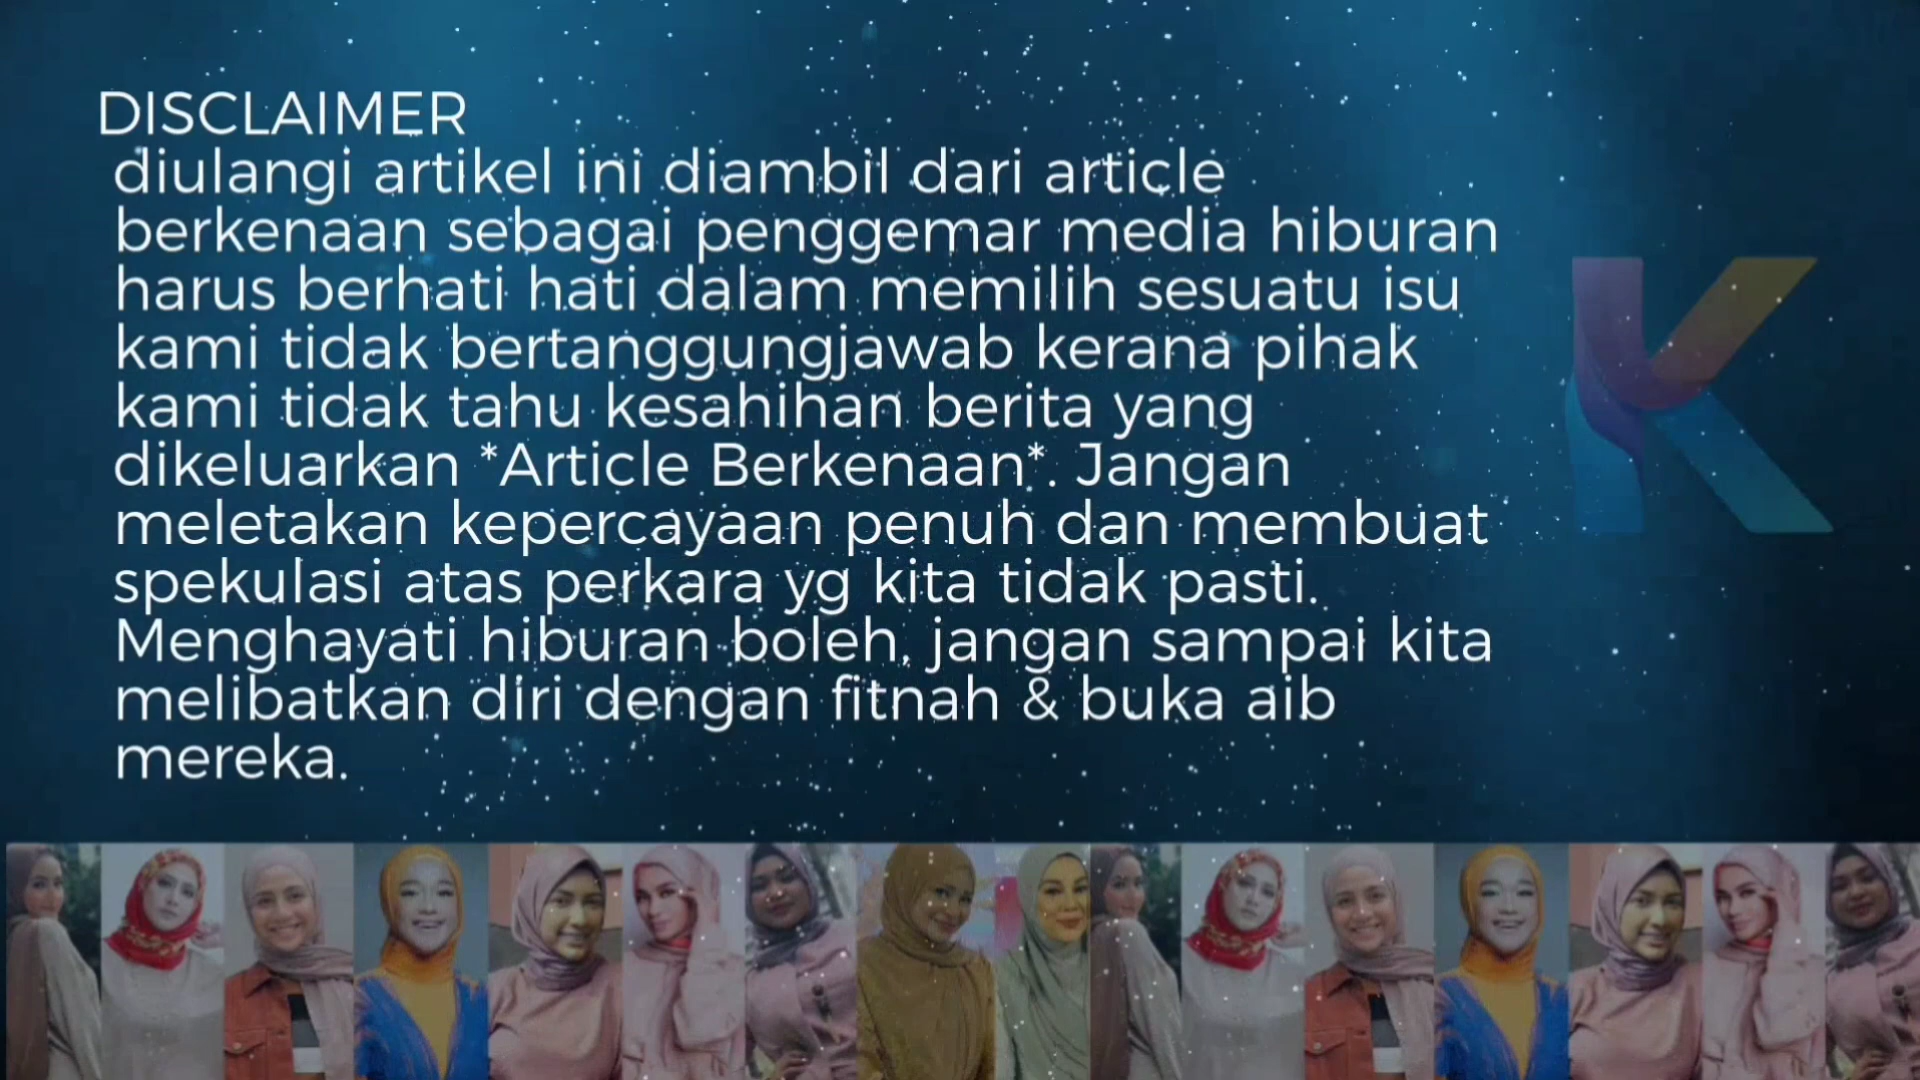 DISCLAIMER
diulangi artikel ini diambil dari article
berkenaan sebagai penggemar media hiburan
harus berhati hati dalam memilih sesuatu isu
kami tidak bertanggungjawab kerana pihak
kami tidak tahu kesahihan berita yang
dikeluarkan *Article Berkenaan*. Jangan
meletakan kepercayaan penuh dan membuat
spekulasi atas perkara yg kita tidak pasti.
Menghayati hiburan boleh, jangan sampai kita
melibatkan diri dengan fitnah & buka aib
mereka.
K